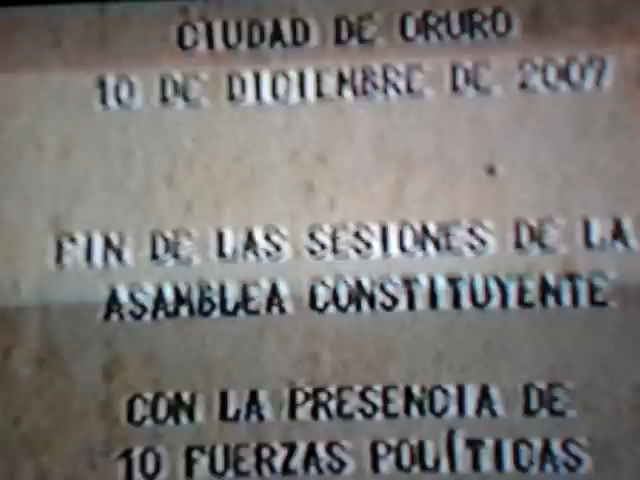 CIUDAD DE ORURO
10 DE DICIEMBRE DE 2007
FIN DE LAS SESIONES DE LA
ASAMBLEA CONSTITUYENTE
CON LA PRESENCIA DE
10 FUERZAS POLÍTICAS